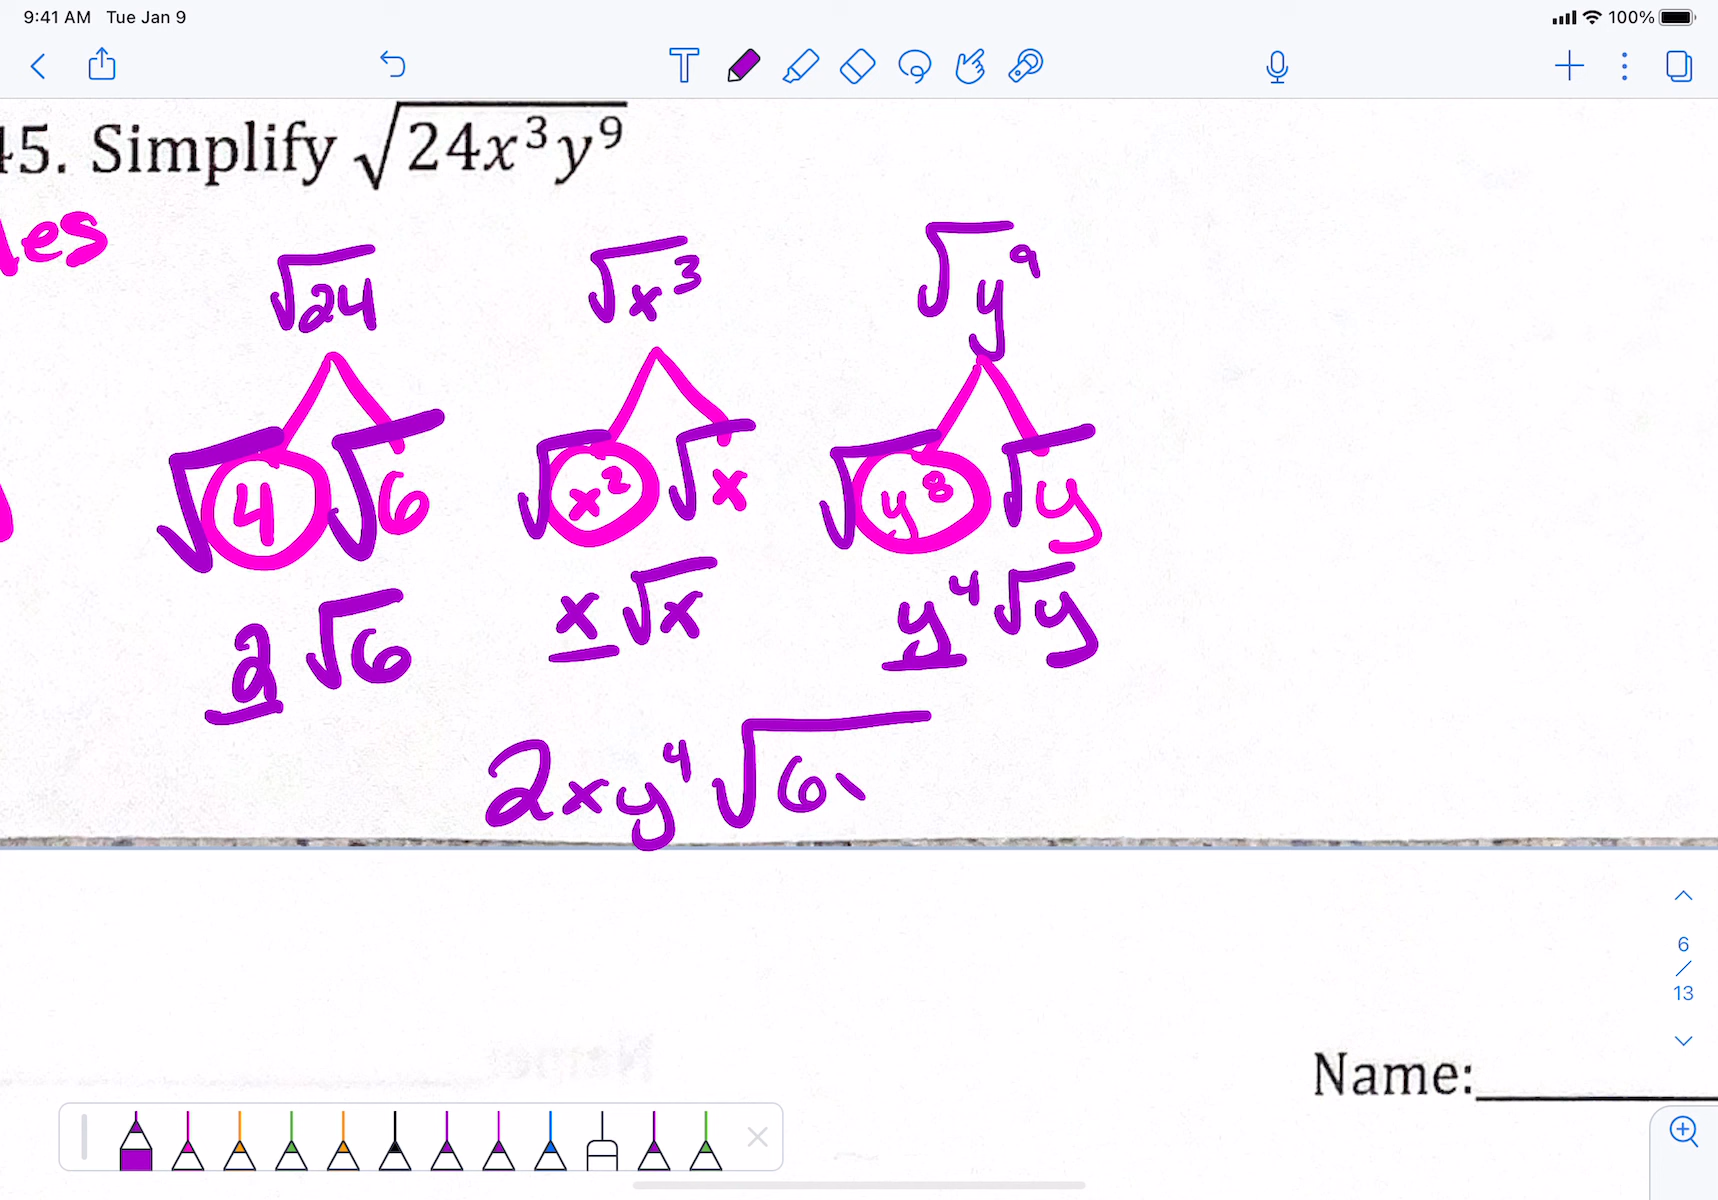 9:41 AM Tue Jan 9 100%
45. Simplify √24x³y⁹
les
√24 √x³ √y⁹
√4 √6 √x² √x √y⁸ √y
2√6 x√x y⁴√y
2xy⁴√6
6
/
13
Name: